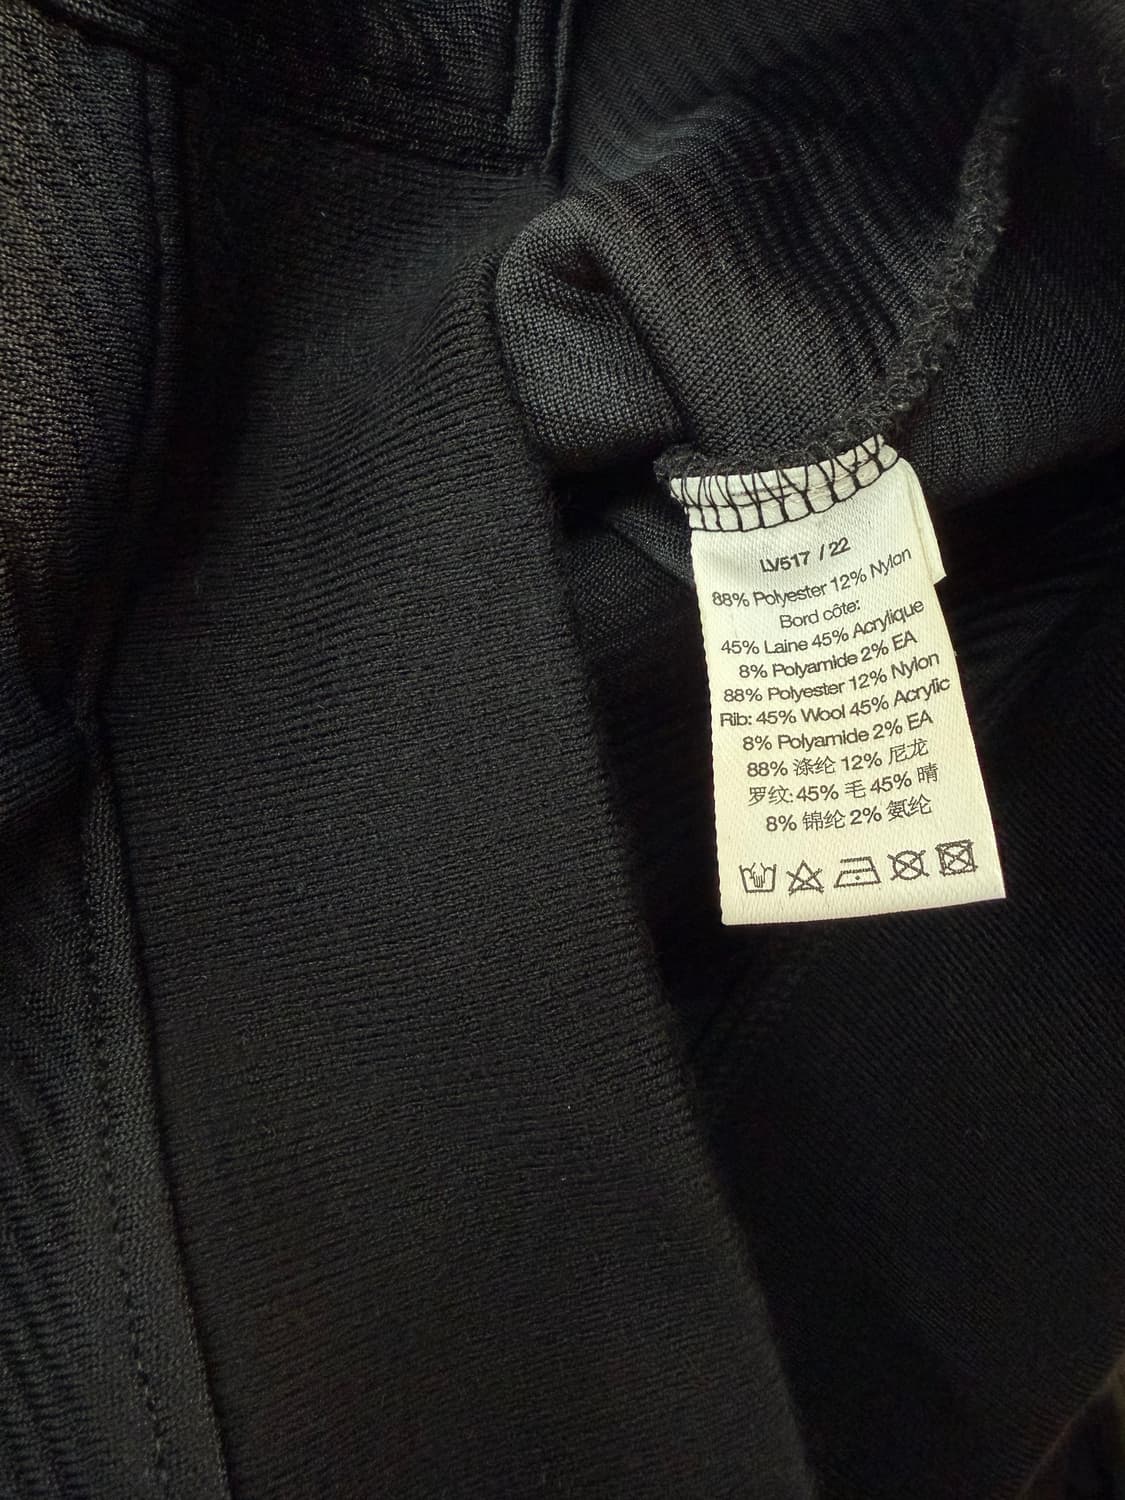 LV517 / 22
88% Polyester 12% Nylon
Bord côte:
45% Laine 45% Acrylique
8% Polyamide 2% EA
88% Polyester 12% Nylon
Rib: 45% Wool 45% Acrylic
8% Polyamide 2% EA
88% 涤纶 12% 尼龙
罗纹: 45% 毛 45% 晴
8% 锦纶 2% 氨纶